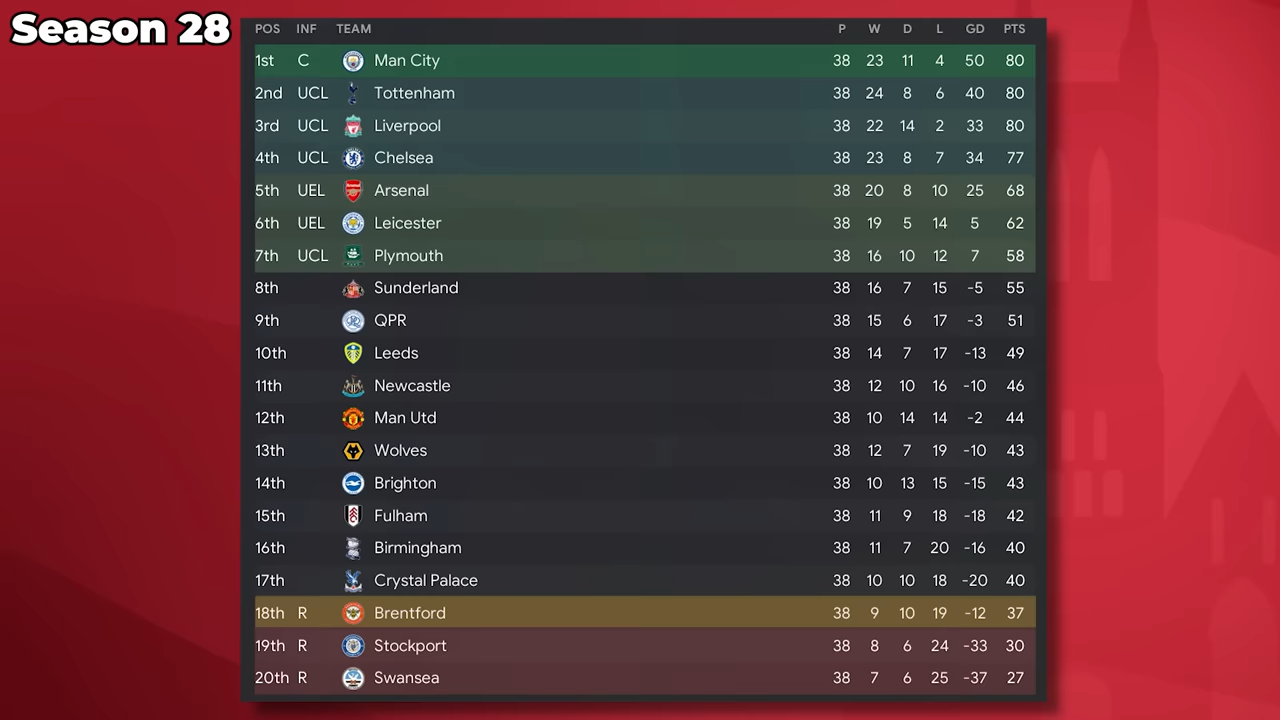 Season 28
POS INF TEAM P W D L GD PTS
1st C Man City 38 23 11 4 50 80
2nd UCL Tottenham 38 24 8 6 40 80
3rd UCL Liverpool 38 22 14 2 33 80
4th UCL Chelsea 38 23 8 7 34 77
5th UEL Arsenal 38 20 8 10 25 68
6th UEL Leicester 38 19 5 14 5 62
7th UCL Plymouth 38 16 10 12 7 58
8th Sunderland 38 16 7 15 -5 55
9th QPR 38 15 6 17 -3 51
10th Leeds 38 14 7 17 -13 49
11th Newcastle 38 12 10 16 -10 46
12th Man Utd 38 10 14 14 -2 44
13th Wolves 38 12 7 19 -10 43
14th Brighton 38 10 13 15 -15 43
15th Fulham 38 11 9 18 -18 42
16th Birmingham 38 11 7 20 -16 40
17th Crystal Palace 38 10 10 18 -20 40
18th R Brentford 38 9 10 19 -12 37
19th R Stockport 38 8 6 24 -33 30
20th R Swansea 38 7 6 25 -37 27